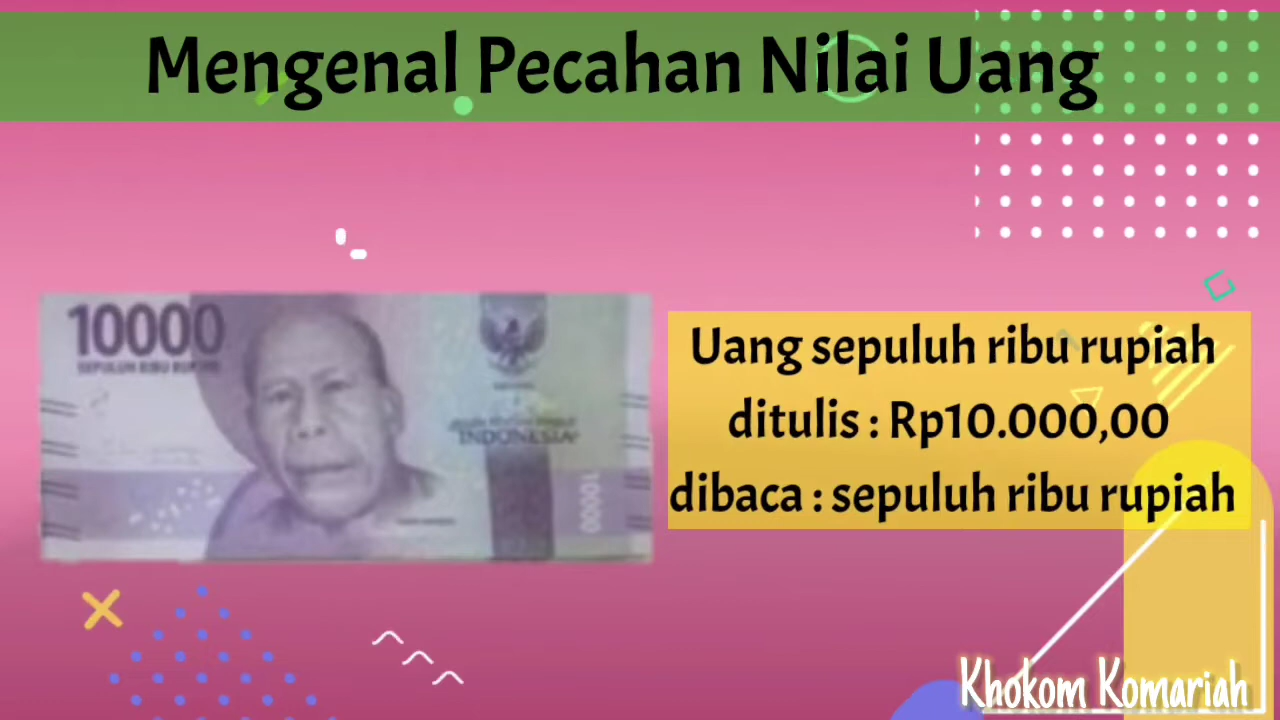 Mengenal Pecahan Nilai Uang
10000
SEPULUH RIBU RUPIAH
INDONESIA
10000
Uang sepuluh ribu rupiah
ditulis : Rp10.000,00
dibaca : sepuluh ribu rupiah
Khokom Komariah